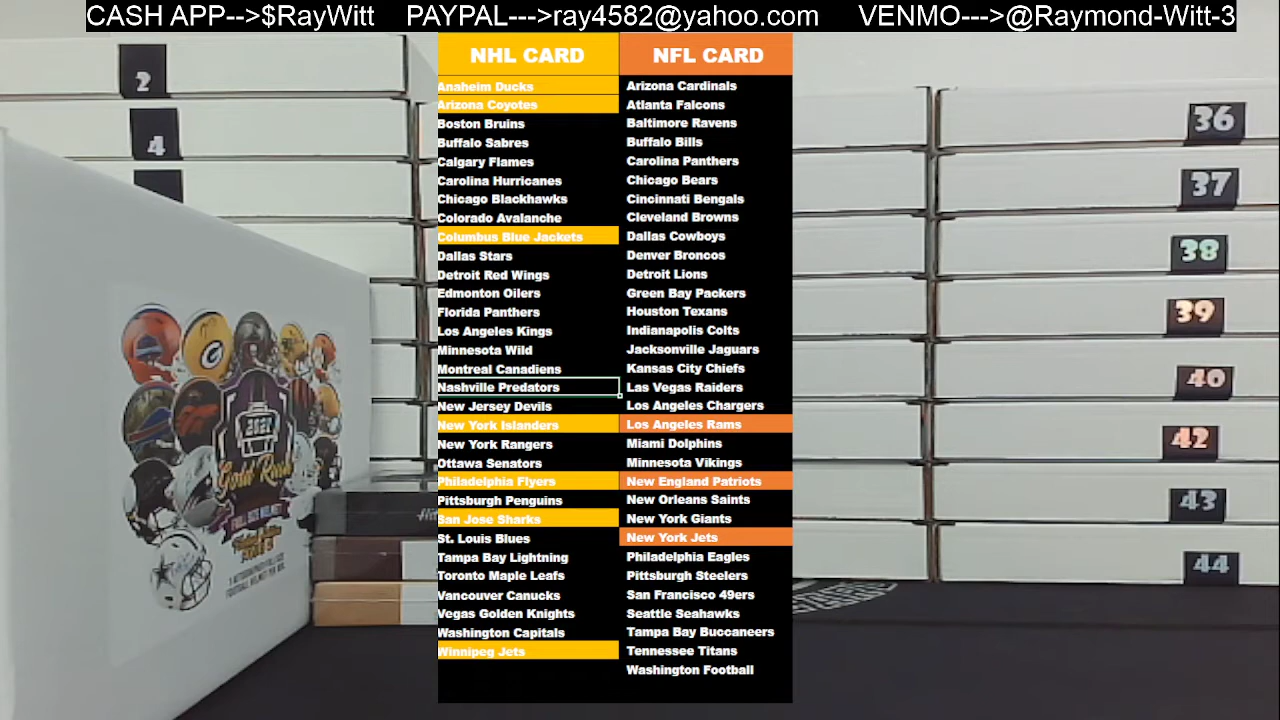 CASH APP-->$RayWitt PAYPAL--->ray4582@yahoo.com VENMO--->@Raymond-Witt-3
NHL CARD
Anaheim Ducks
Arizona Coyotes
Boston Bruins
Buffalo Sabres
Calgary Flames
Carolina Hurricanes
Chicago Blackhawks
Colorado Avalanche
Columbus Blue Jackets
Dallas Stars
Detroit Red Wings
Edmonton Oilers
Florida Panthers
Los Angeles Kings
Minnesota Wild
Montreal Canadiens
Nashville Predators
New Jersey Devils
New York Islanders
New York Rangers
Ottawa Senators
Philadelphia Flyers
Pittsburgh Penguins
San Jose Sharks
St. Louis Blues
Tampa Bay Lightning
Toronto Maple Leafs
Vancouver Canucks
Vegas Golden Knights
Washington Capitals
Winnipeg Jets
NFL CARD
Arizona Cardinals
Atlanta Falcons
Baltimore Ravens
Buffalo Bills
Carolina Panthers
Chicago Bears
Cincinnati Bengals
Cleveland Browns
Dallas Cowboys
Denver Broncos
Detroit Lions
Green Bay Packers
Houston Texans
Indianapolis Colts
Jacksonville Jaguars
Kansas City Chiefs
Las Vegas Raiders
Los Angeles Chargers
Los Angeles Rams
Miami Dolphins
Minnesota Vikings
New England Patriots
New Orleans Saints
New York Giants
New York Jets
Philadelphia Eagles
Pittsburgh Steelers
San Francisco 49ers
Seattle Seahawks
Tampa Bay Buccaneers
Tennessee Titans
Washington Football
2
4
Gold Rush
FULL SIZE HELMET
FOOTBALL HELMET PER BOX
36
37
38
39
40
42
43
44